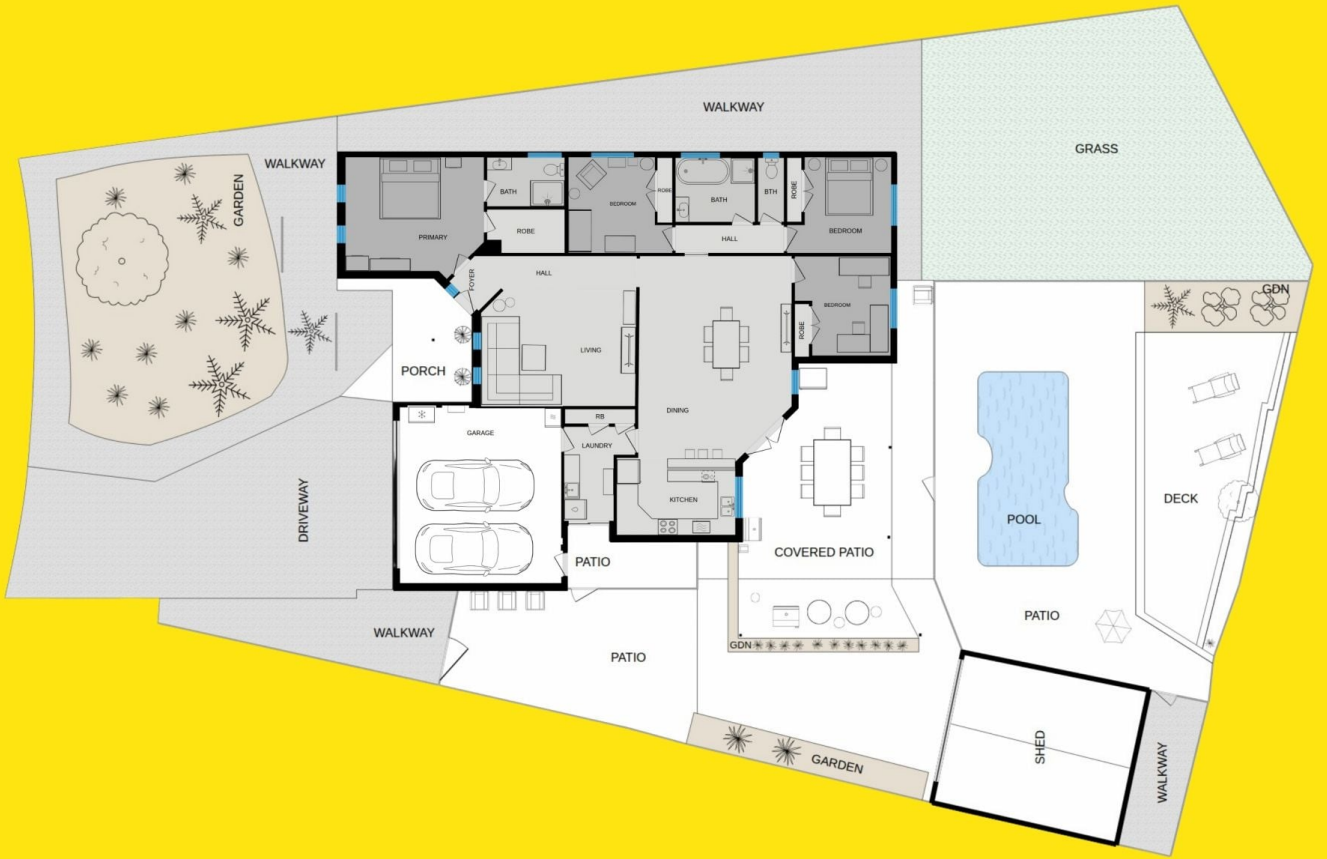 WALKWAY
GRASS
WALKWAY
GARDEN
BATH
ROBE
BEDROOM
ROBE
BATH
BTH
ROBE
BEDROOM
PRIMARY
ROBE
HALL
FOYER
HALL
GDN
BEDROOM
ROBE
LIVING
PORCH
DINING
RB
GARAGE
LAUNDRY
KITCHEN
DECK
DRIVEWAY
POOL
COVERED PATIO
PATIO
PATIO
WALKWAY
GDN
PATIO
SHED
GARDEN
WALKWAY